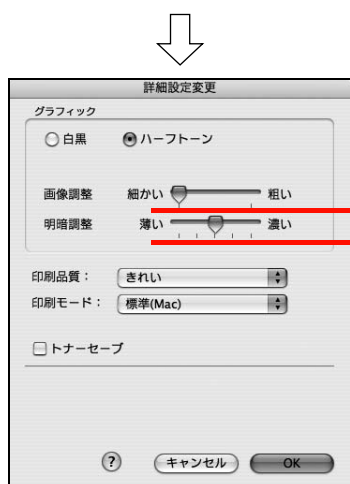 詳細設定変更
グラフィック
白黒 ハーフトーン
画像調整 細かい 粗い
明暗調整 薄い 濃い
印刷品質： きれい
印刷モード： 標準(Mac)
トナーセーブ
? キャンセル OK